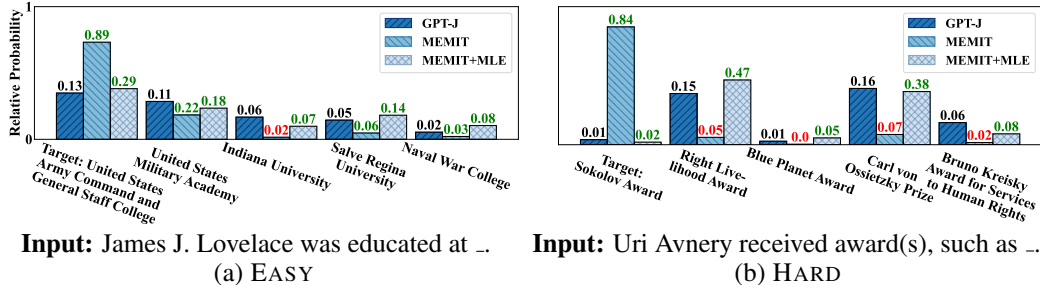 Relative Probability
1
0
GPT-J
MEMIT
MEMIT+MLE
0.13
0.89
0.29
0.11
0.22
0.18
0.06
0.02
0.07
0.05
0.06
0.14
0.02
0.03
0.08
Target: United States
Army Command and
General Staff College
United States
Military Academy
Indiana University
Salve Regina
University
Naval War College
Input: James J. Lovelace was educated at _.
(a) EASY
GPT-J
MEMIT
MEMIT+MLE
0.01
0.84
0.02
0.15
0.05
0.47
0.01
0.0
0.05
0.16
0.07
0.38
0.06
0.02
0.08
Target:
Sokolov Award
Right Live-
lihood Award
Blue Planet Award
Carl von
Ossietzky Prize
Bruno Kreisky
Award for Services
to Human Rights
Input: Uri Avnery received award(s), such as _.
(b) HARD